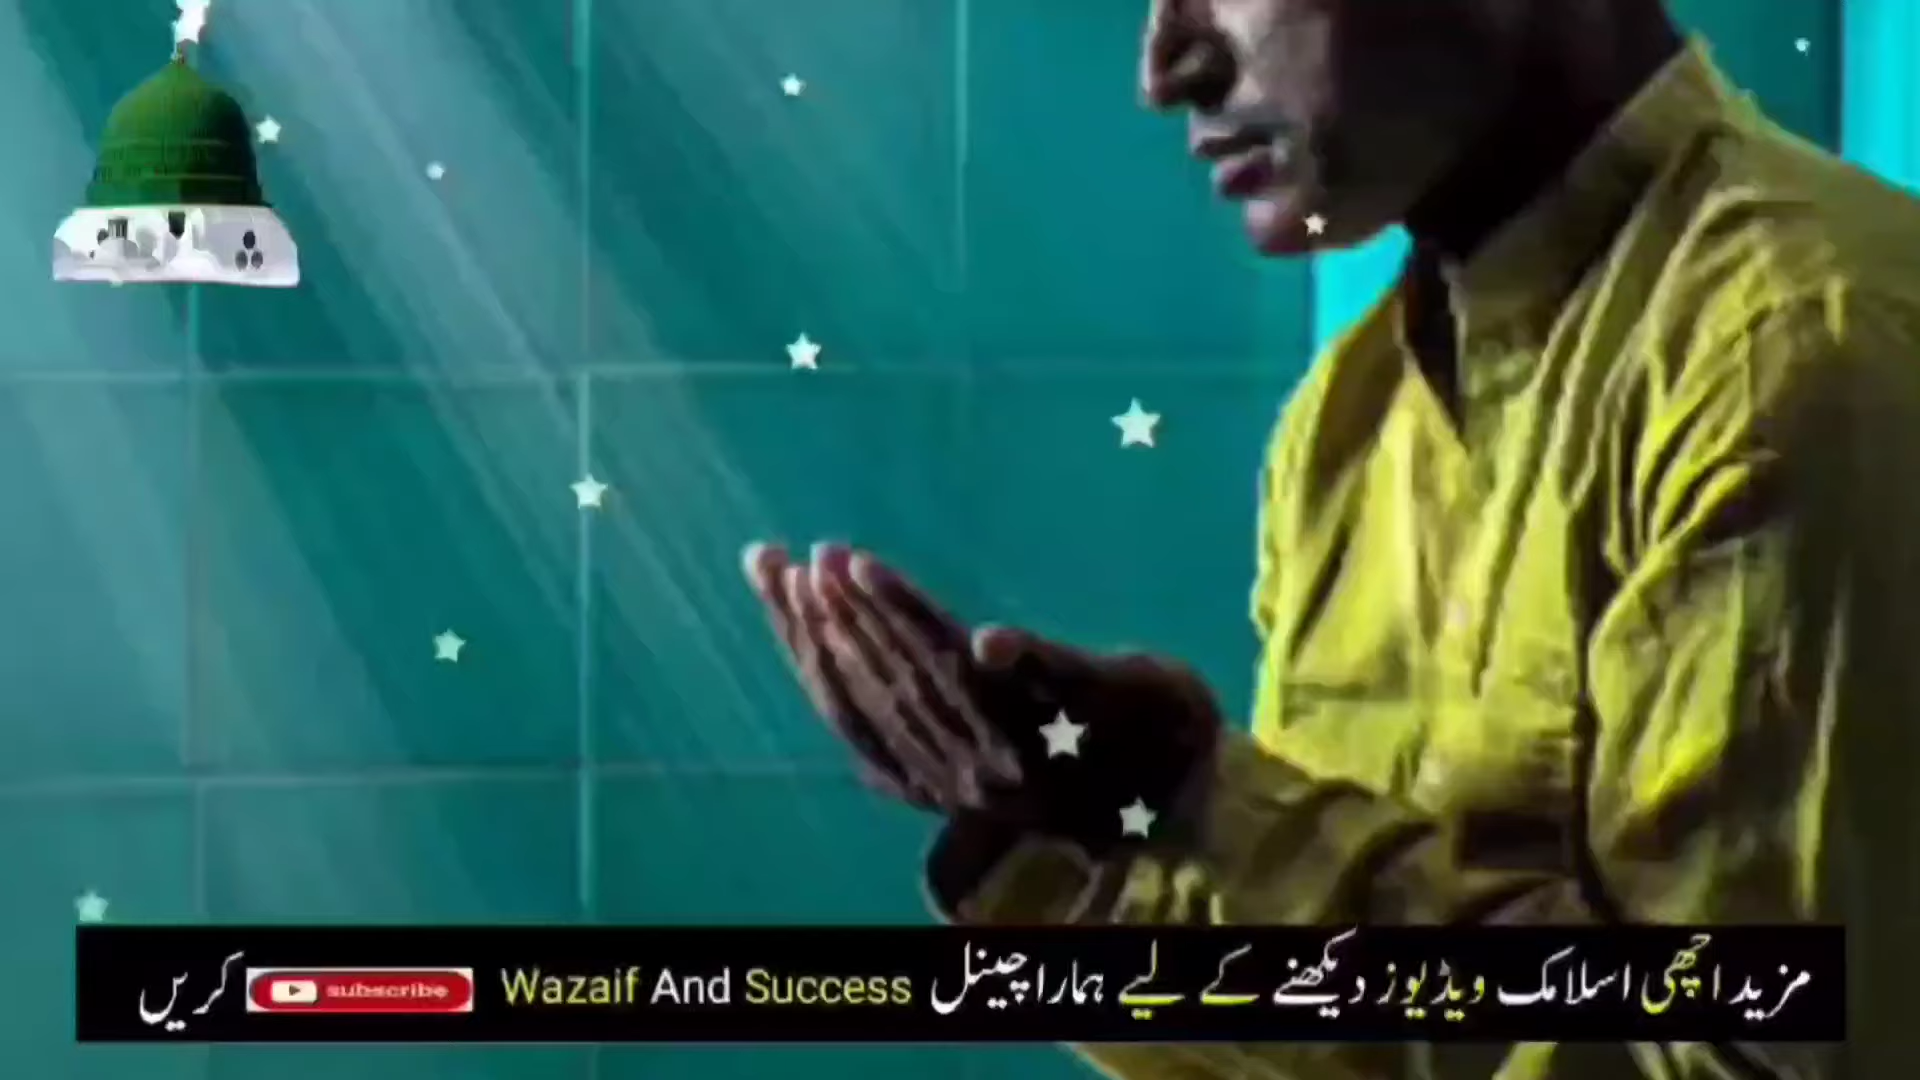 مزید اچھی اسلامک ویڈیوز دیکھنے کے لیے ہمارا چینل Wazaif And Success subscribe کریں